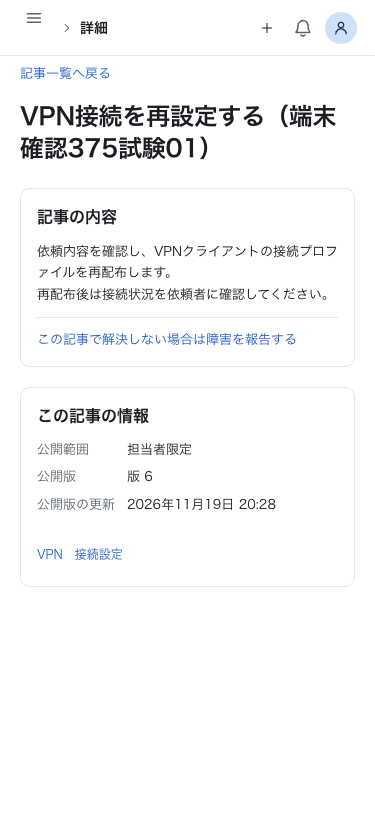 詳細
記事一覧へ戻る
VPN接続を再設定する（端末
確認375試験01）
記事の内容
依頼内容を確認し、VPNクライアントの接続プロフ
ァイルを再配布します。
再配布後は接続状況を依頼者に確認してください。
この記事で解決しない場合は障害を報告する
この記事の情報
公開範囲 担当者限定
公開版 版 6
公開版の更新 2026年11月19日 20:28
VPN 接続設定